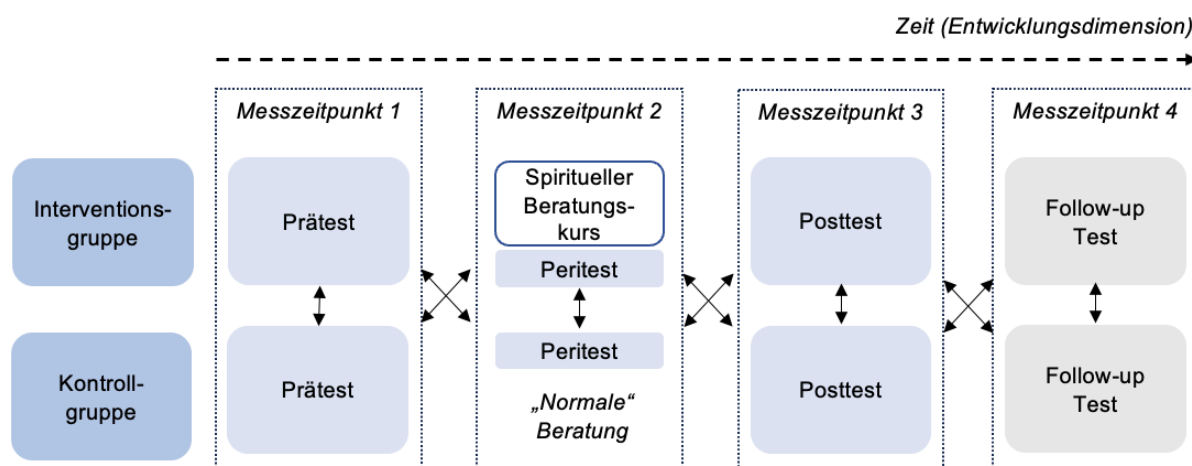 Zeit (Entwicklungsdimension)
Messzeitpunkt 1
Messzeitpunkt 2
Messzeitpunkt 3
Messzeitpunkt 4
Interventions-
gruppe
Prätest
Spiritueller
Beratungs-
kurs
Peritest
Posttest
Follow-up
Test
Kontroll-
gruppe
Prätest
Peritest
„Normale“
Beratung
Posttest
Follow-up
Test